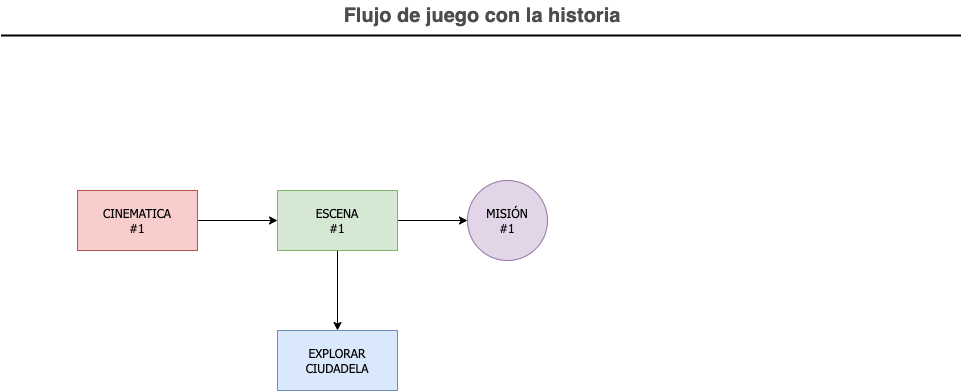 Flujo de juego con la historia
CINEMATICA
#1
ESCENA
#1
MISIÓN
#1
EXPLORAR
CIUDADELA